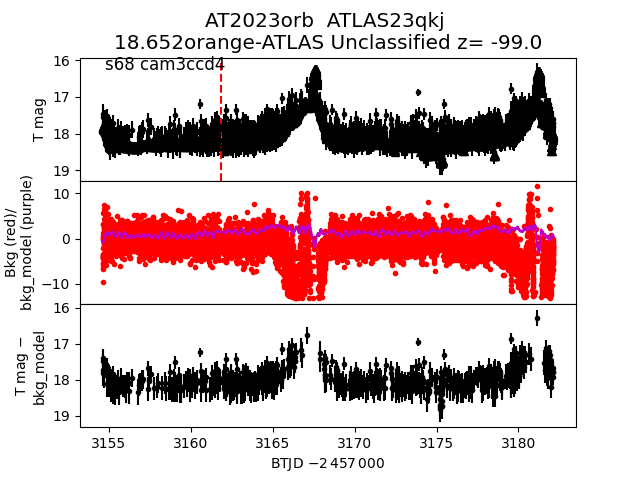 AT2023orb  ATLAS23qkj
18.652orange-ATLAS Unclassified z= -99.0
s68 cam3ccd4
16
17
18
19
T mag
10
0
−10
Bkg (red)/
bkg_model (purple)
16
17
18
19
T mag −
bkg_model
3155
3160
3165
3170
3175
3180
BTJD −2 457 000